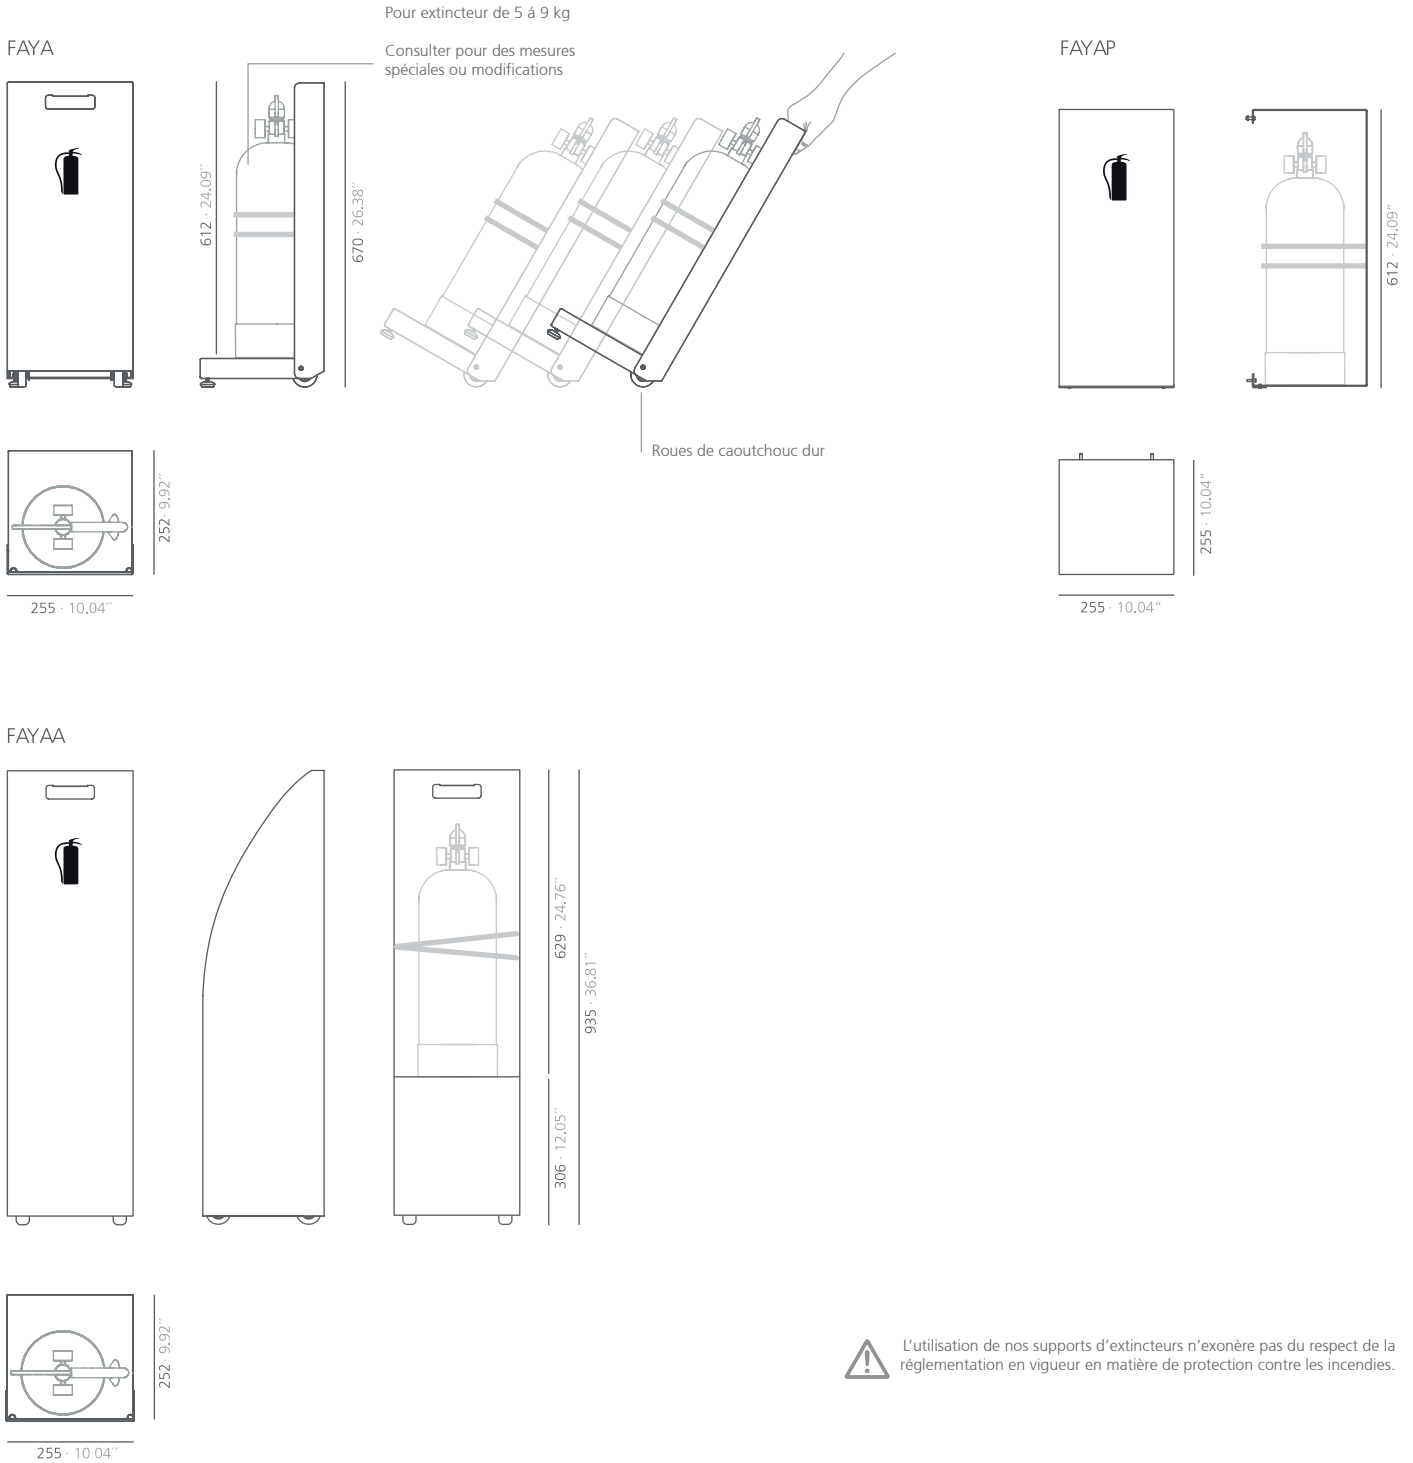 Pour extincteur de 5 á 9 kg
Consulter pour des mesures
spéciales ou modifications
FAYA
612 · 24.09´´
670 · 26.38´´
Roues de caoutchouc dur
252 · 9.92´´
255 · 10.04´´
FAYAP
612 · 24.09”
255 · 10.04”
255 · 10.04”
FAYAA
629 · 24.76´´
935 · 36.81´´
306 · 12.05´´
252 · 9.92´´
255 · 10 04´´
L’utilisation de nos supports d’extincteurs n’exonère pas du respect de la
réglementation en vigueur en matière de protection contre les incendies.